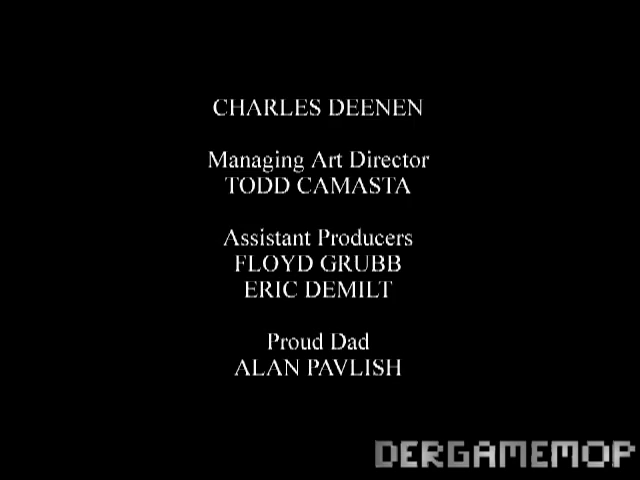 CHARLES DEENEN
Managing Art Director
TODD CAMASTA
Assistant Producers
FLOYD GRUBB
ERIC DEMILT
Proud Dad
ALAN PAVLISH
DERGAMEMOP